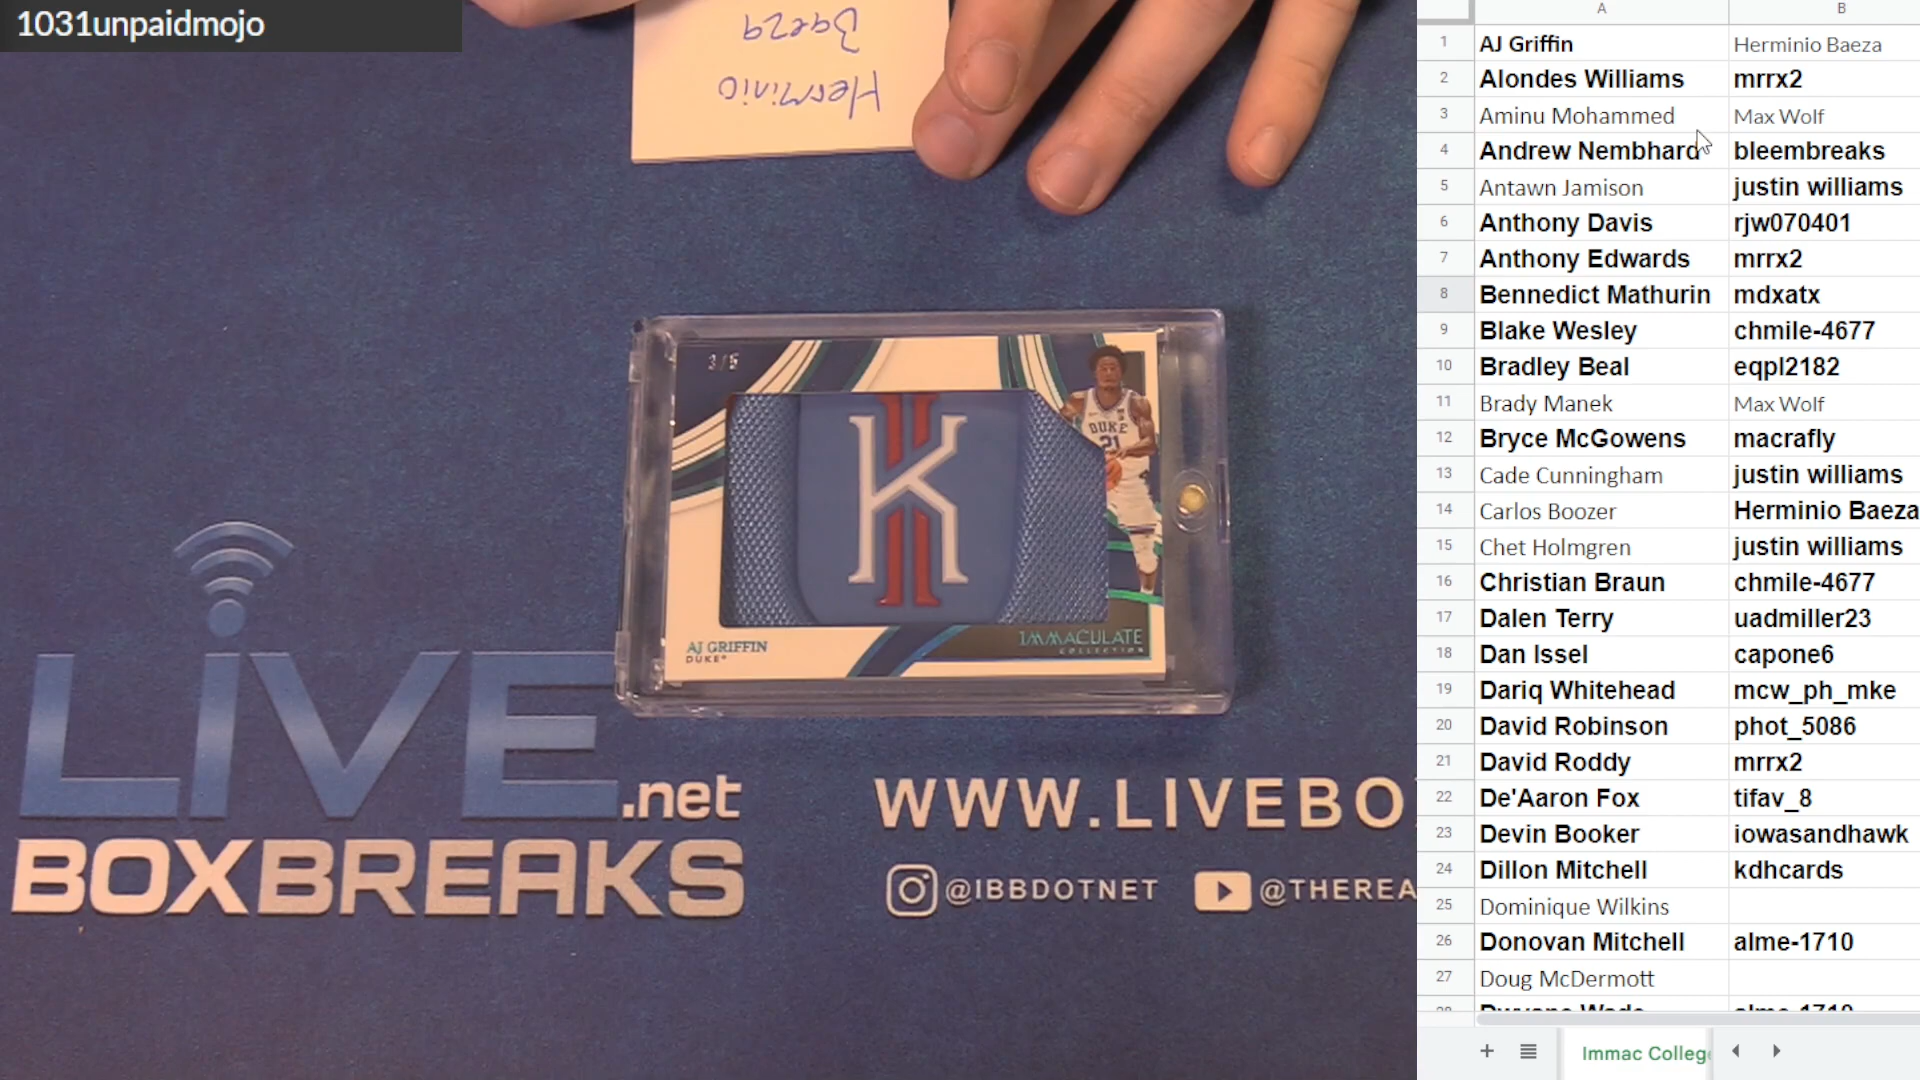 1031unpaidmojo
Herminio
Baeza
3/5
K
DUKE
21
AJ GRIFFIN
DUKE
IMMACULATE
COLLECTION
LIVE.net
BOXBREAKS
WWW.LIVEBO
@IBBDOTNET
@THEREA
A B
1 AJ Griffin Herminio Baeza
2 Alondes Williams mrrx2
3 Aminu Mohammed Max Wolf
4 Andrew Nembhard bleembreaks
5 Antawn Jamison justin williams
6 Anthony Davis rjw070401
7 Anthony Edwards mrrx2
8 Bennedict Mathurin mdxatx
9 Blake Wesley chmile-4677
10 Bradley Beal eqpl2182
11 Brady Manek Max Wolf
12 Bryce McGowens macrafly
13 Cade Cunningham justin williams
14 Carlos Boozer Herminio Baeza
15 Chet Holmgren justin williams
16 Christian Braun chmile-4677
17 Dalen Terry uadmiller23
18 Dan Issel capone6
19 Dariq Whitehead mcw_ph_mke
20 David Robinson phot_5086
21 David Roddy mrrx2
22 De'Aaron Fox tifav_8
23 Devin Booker iowasandhawk
24 Dillon Mitchell kdhcards
25 Dominique Wilkins
26 Donovan Mitchell alme-1710
27 Doug McDermott
28 Dwyane Wade alme-1710
Immac Colleg